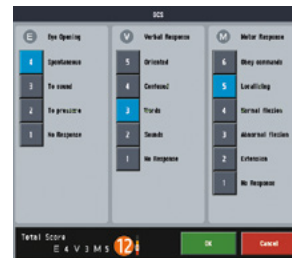 GCS
E Eye Opening
4 Spontaneous
3 To sound
2 To pressure
1 No Response
V Verbal Response
5 Oriented
4 Confused
3 Words
2 Sounds
1 No Response
M Motor Response
6 Obey commands
5 Localising
4 Normal flexion
3 Abnormal flexion
2 Extension
1 No Response
Total Score
E 4 V 3 M 5 12
OK
Cancel